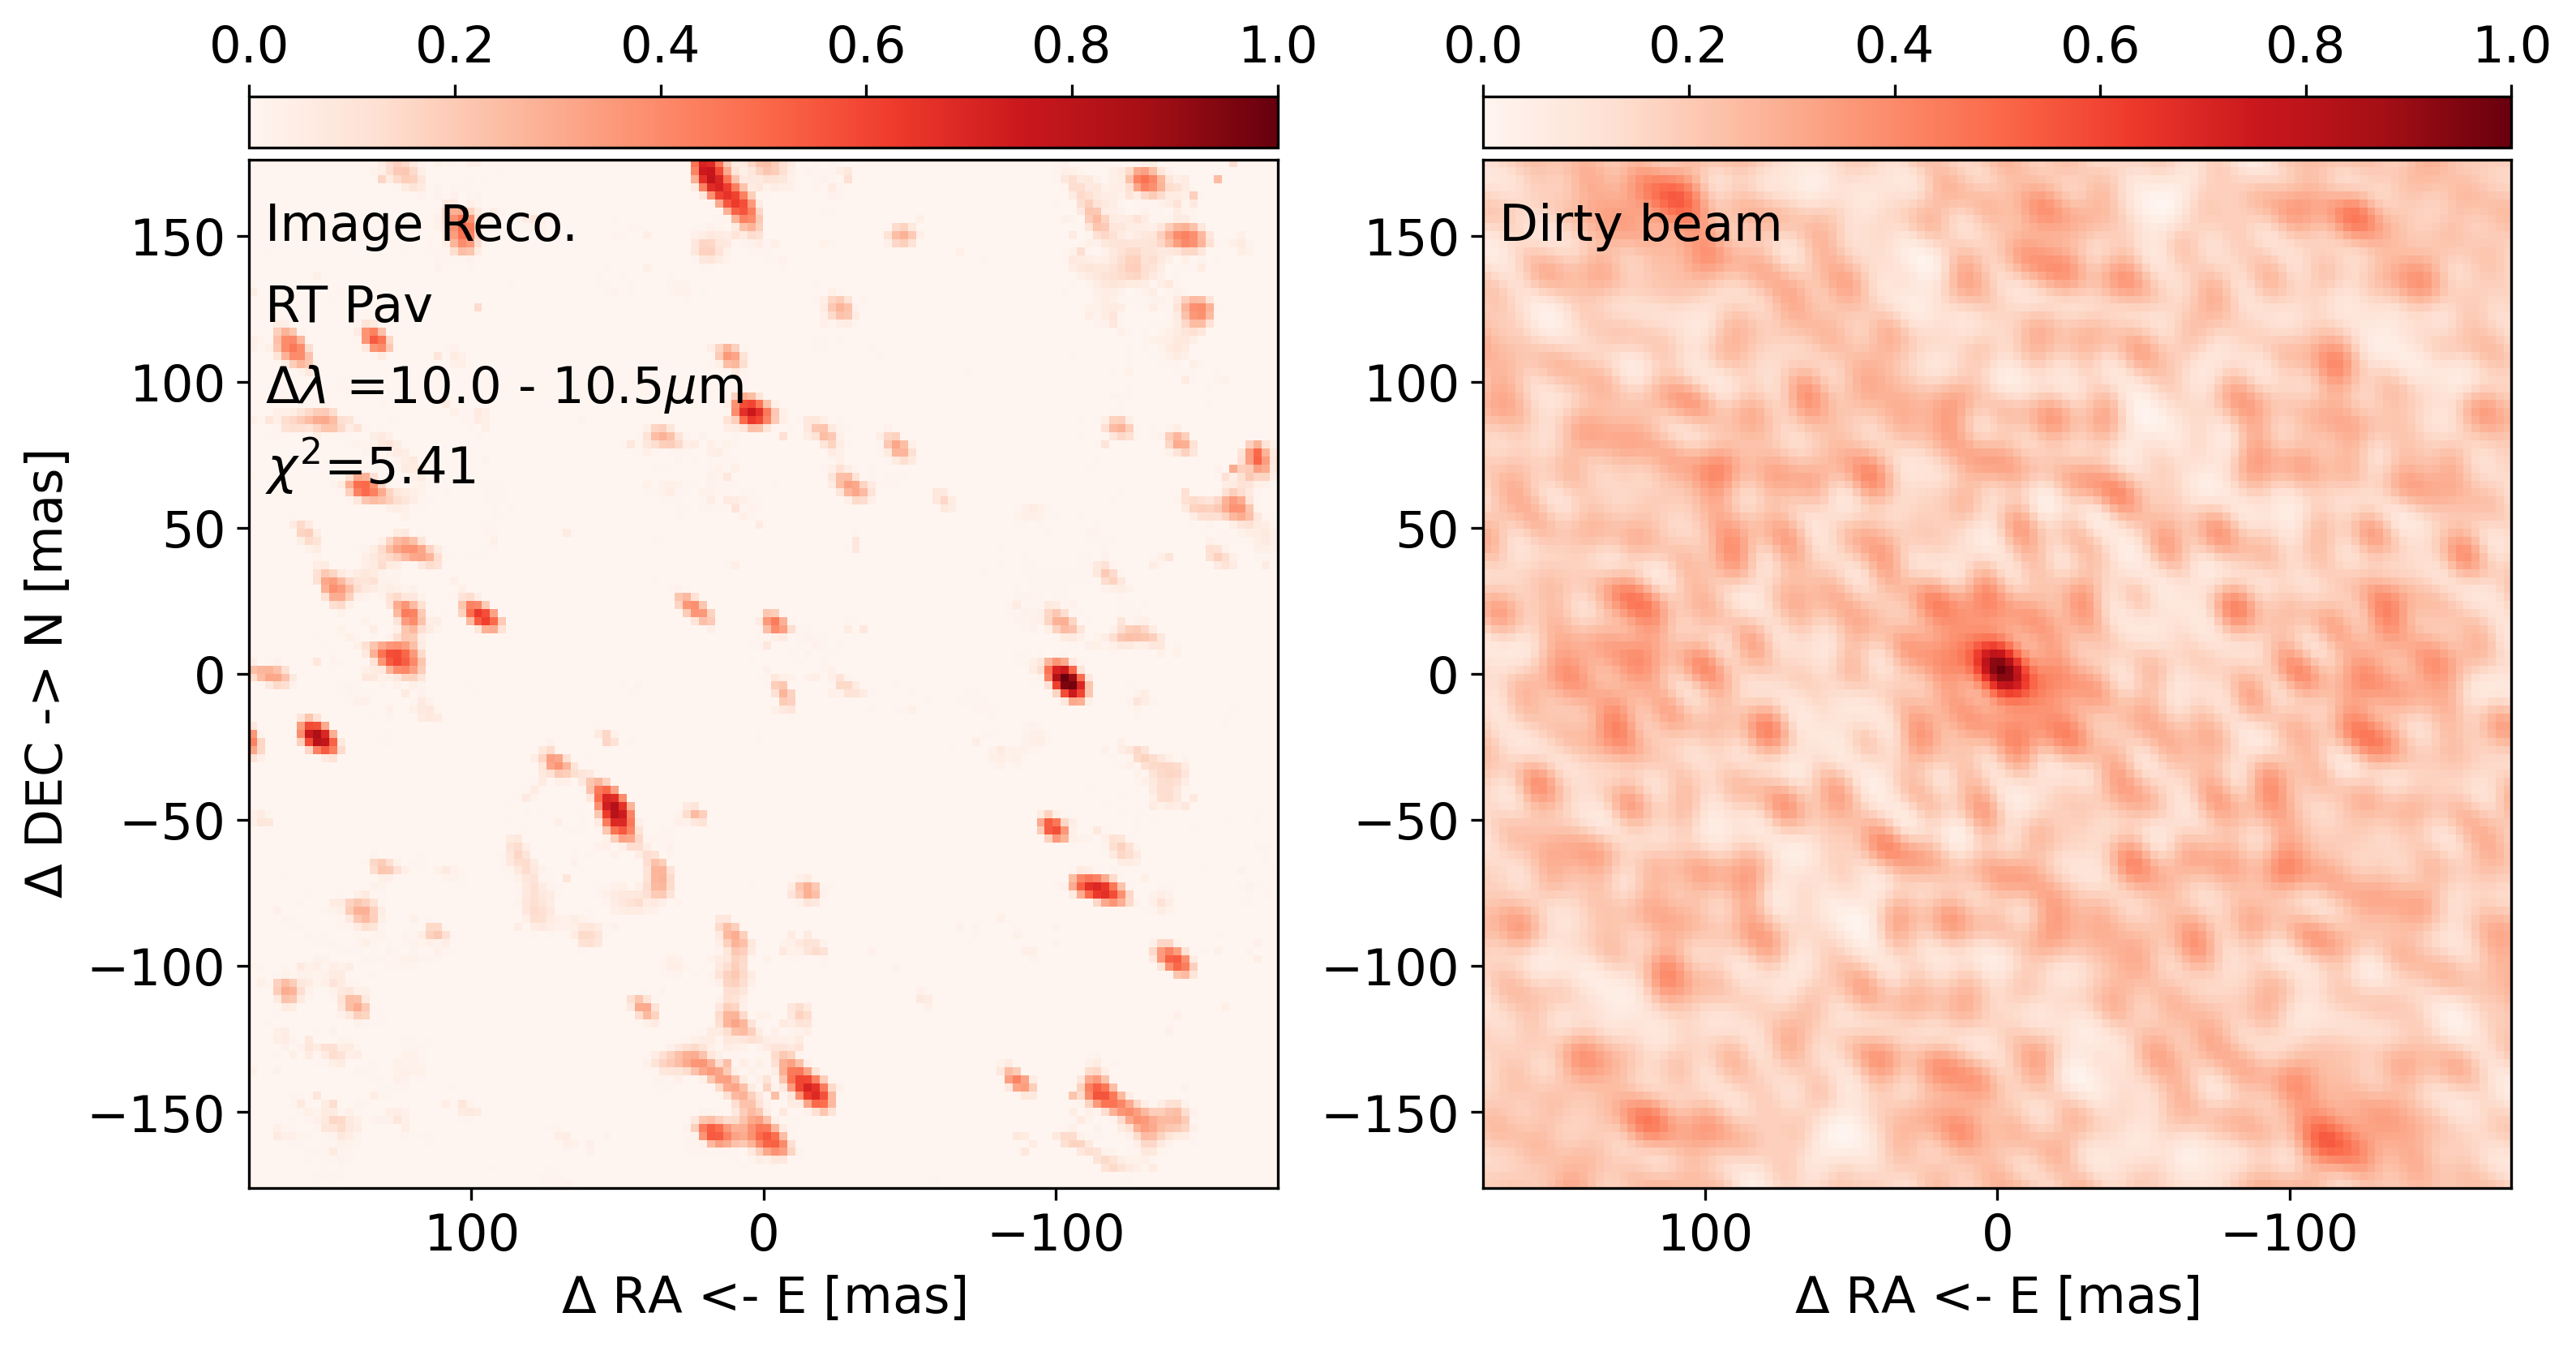 0.0 0.2 0.4 0.6 0.8 1.0
0.0 0.2 0.4 0.6 0.8 1.0
Image Reco.
RT Pav
Δλ =10.0 - 10.5μm
χ²=5.41
150
100
50
0
−50
−100
−150
Δ DEC -> N [mas]
100 0 −100
Δ RA <- E [mas]
Dirty beam
150
100
50
0
−50
−100
−150
100 0 −100
Δ RA <- E [mas]